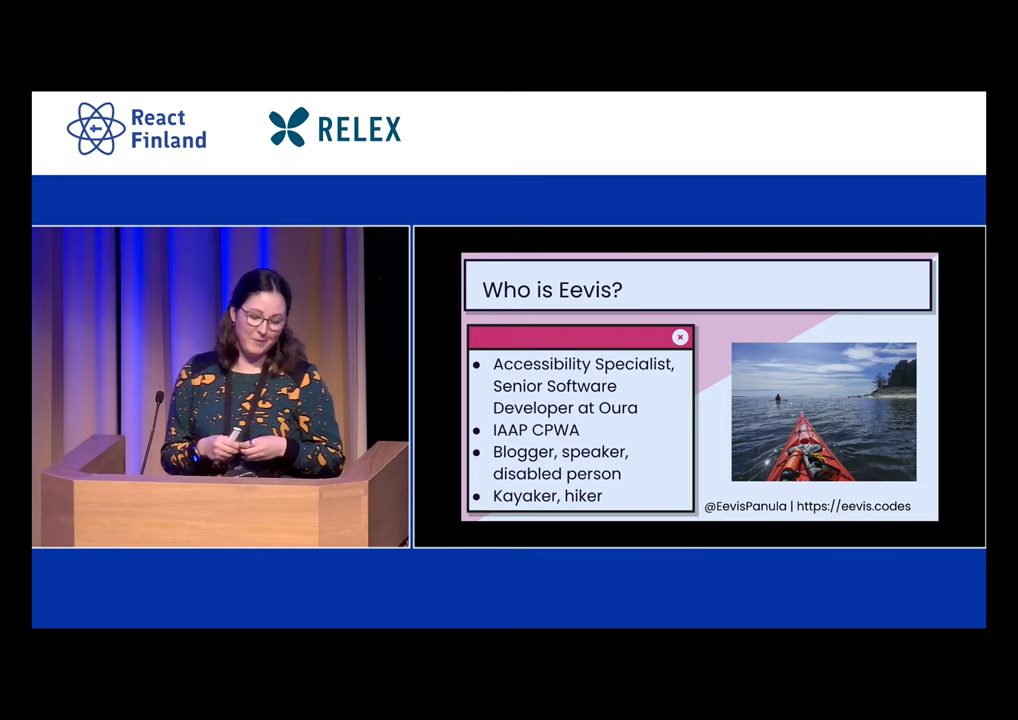 React
Finland
RELEX
Who is Eevis?
● Accessibility Specialist,
Senior Software
Developer at Oura
● IAAP CPWA
● Blogger, speaker,
disabled person
● Kayaker, hiker
@EevisPanula | https://eevis.codes